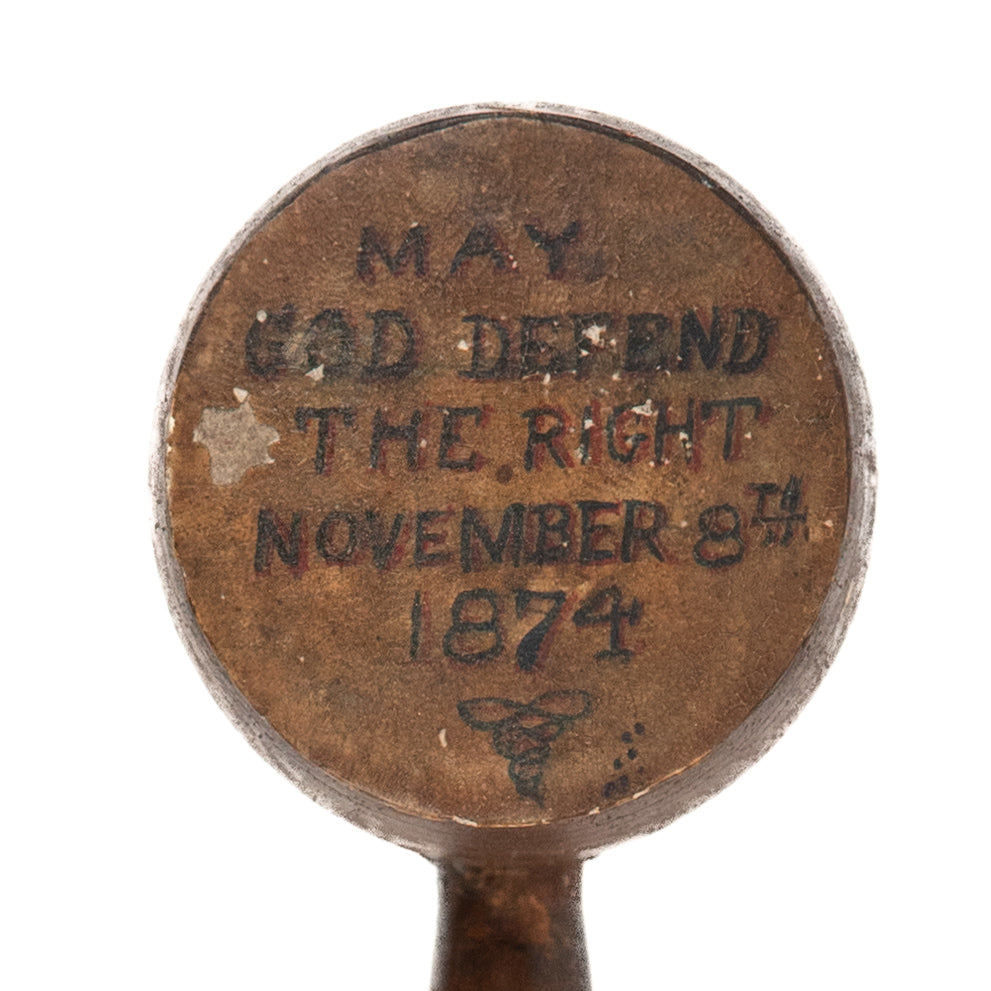 MAY.
GOD DEFEND
THE RIGHT
NOVEMBER 8TH
1874